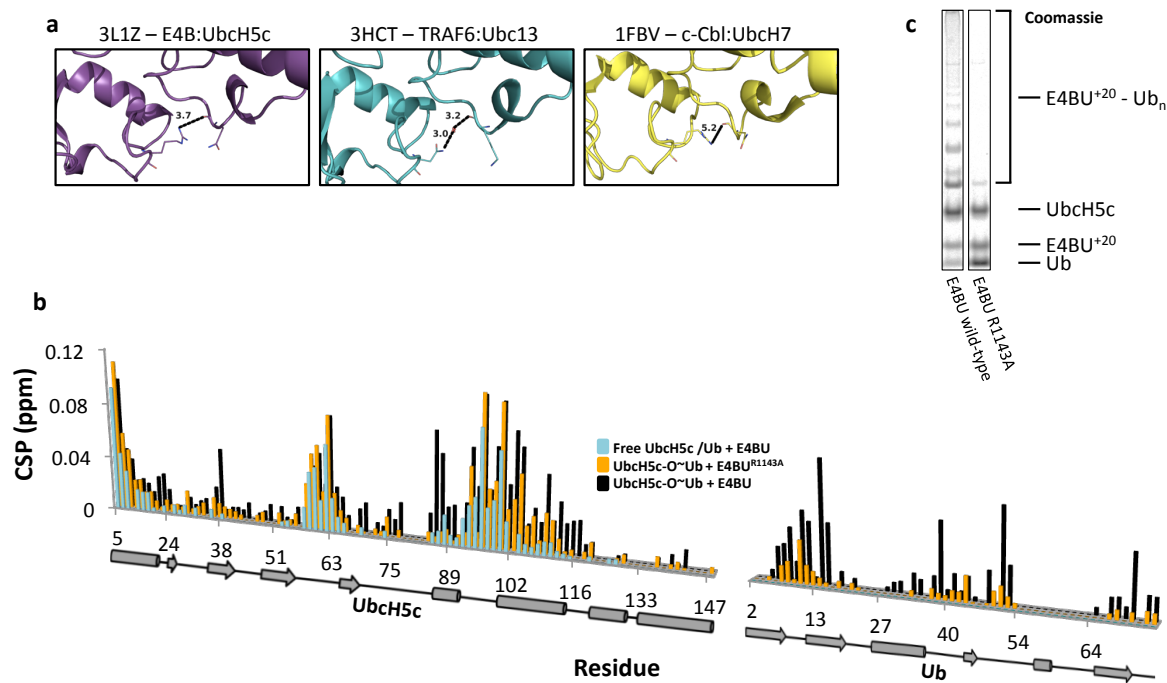 a
3L1Z – E4B:UbcH5c
3HCT – TRAF6:Ubc13
1FBV – c-Cbl:UbcH7
3.7
3.2
3.0
5.2
c
Coomassie
E4BU+20 - Ubn
UbcH5c
E4BU+20
Ub
E4BU wild-type
E4BU R1143A
b
CSP (ppm)
0.12
0.08
0.04
0
Free UbcH5c /Ub + E4BU
UbcH5c-O~Ub + E4BUR1143A
UbcH5c-O~Ub + E4BU
5 24 38 51 63 75 89 102 116 133 147
UbcH5c
2 13 27 40 54 64
Ub
Residue